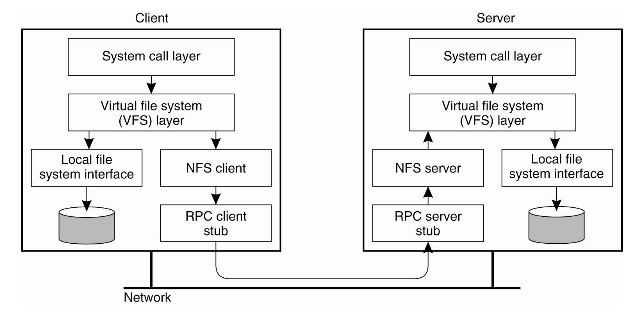 Client
Server
System call layer
System call layer
Virtual file system
(VFS) layer
Virtual file system
(VFS) layer
Local file
system interface
NFS client
NFS server
Local file
system interface
RPC client
stub
RPC server
stub
Network